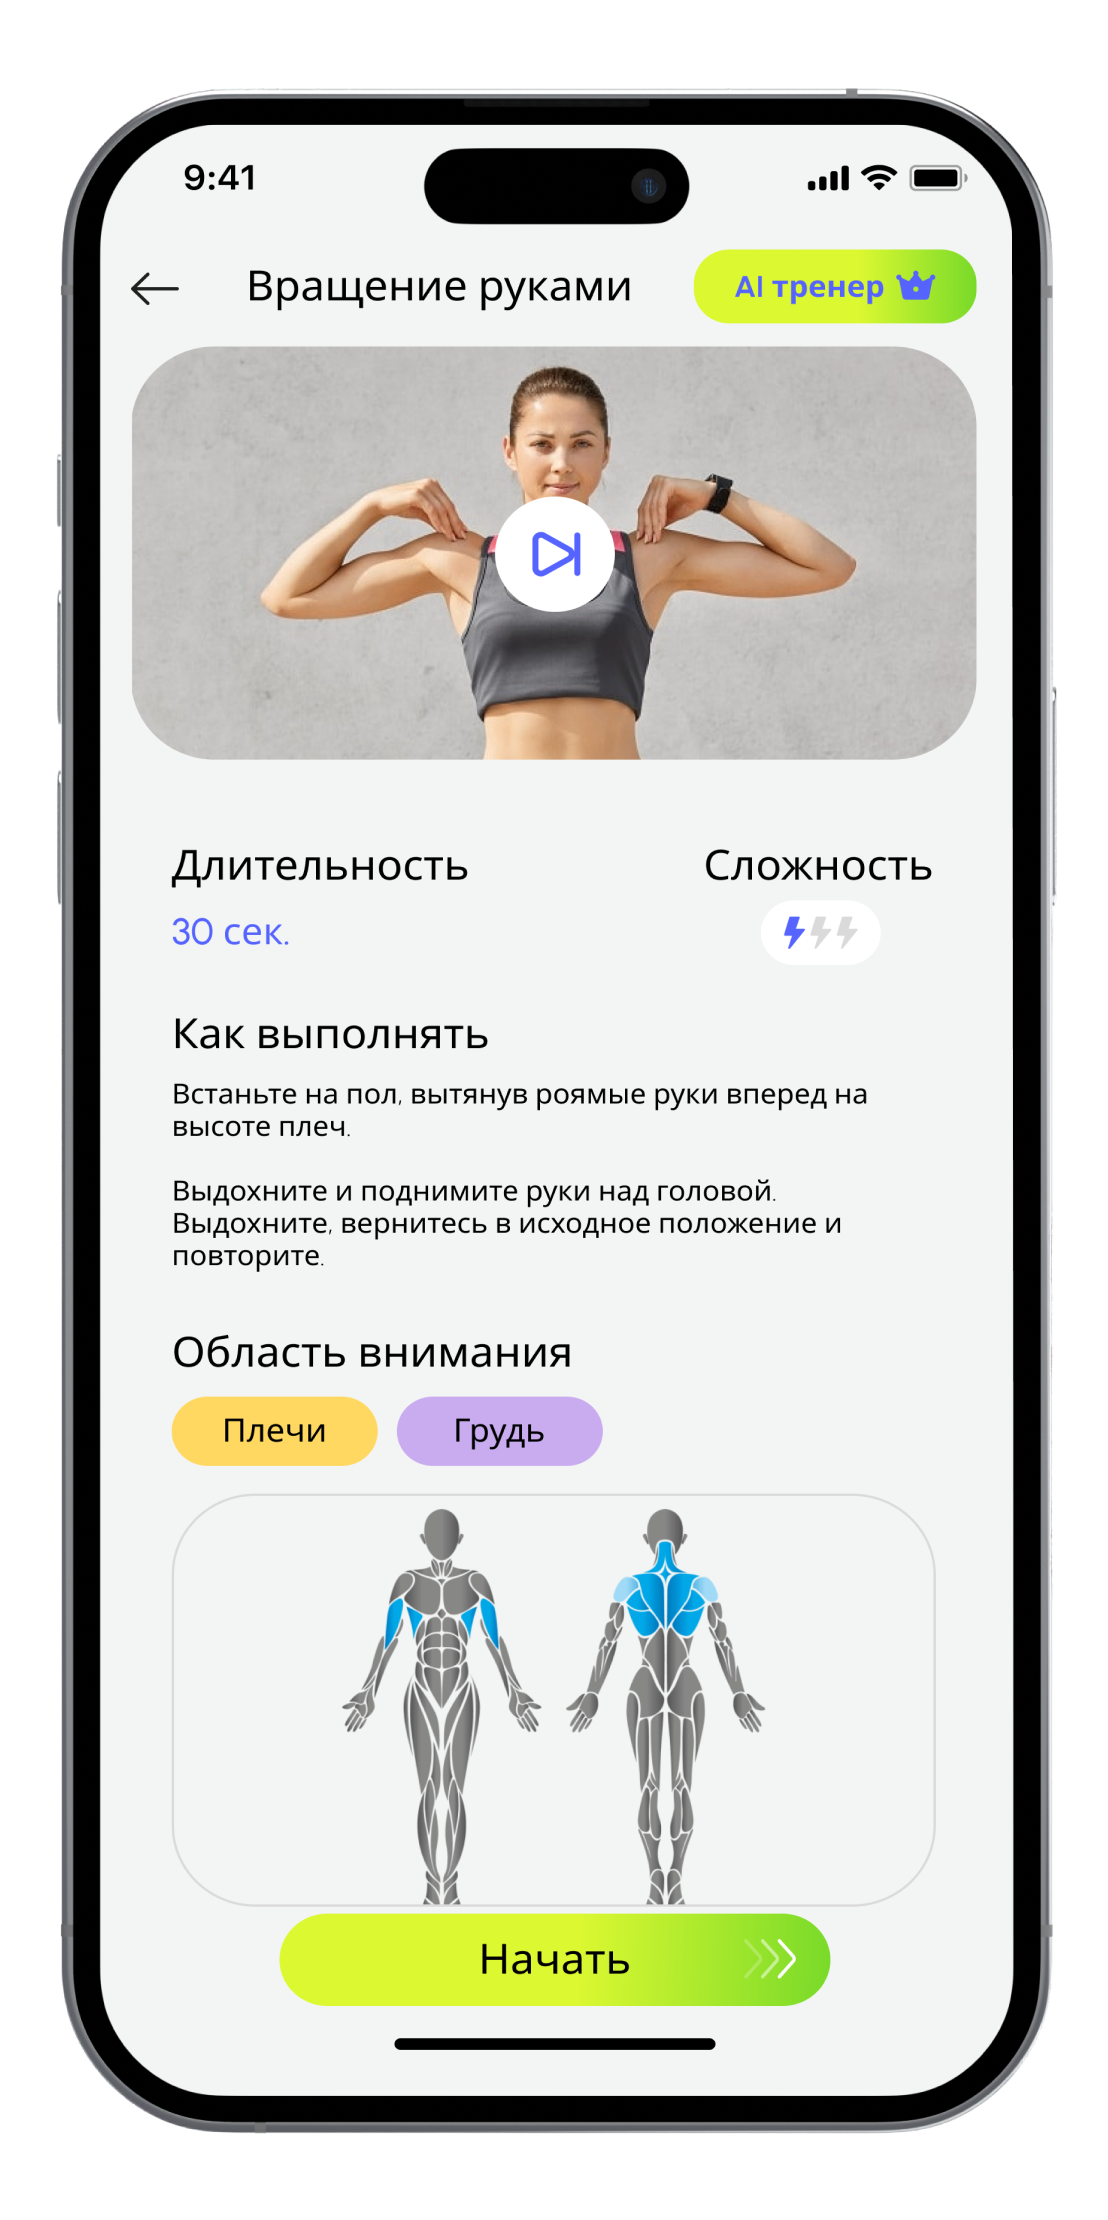 9:41
Вращение руками
AI тренер
Длительность
Сложность
30 сек.
Как выполнять
Встаньте на пол, вытянув роямые руки вперед на
высоте плеч.
Выдохните и поднимите руки над головой.
Выдохните, вернитесь в исходное положение и
повторите.
Область внимания
Плечи
Грудь
Начать